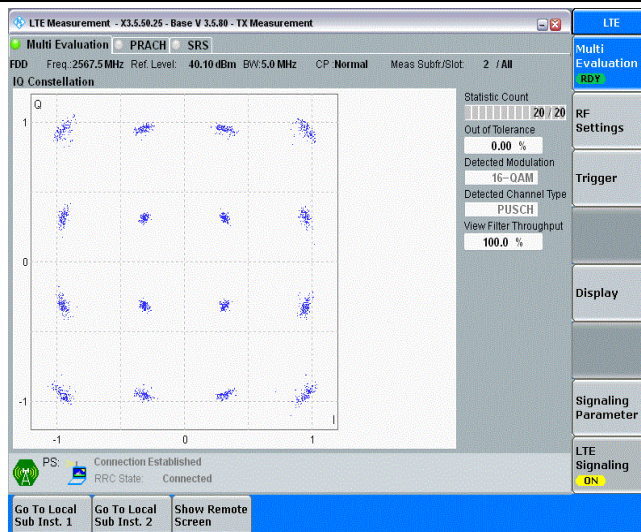 LTE Measurement - X3.5.50.25 - Base V 3.5.80 - TX Measurement
LTE
Multi Evaluation PRACH SRS
Multi
Evaluation
RDY
FDD Freq.:2567.5 MHz Ref. Level: 40.10 dBm BW:5.0 MHz CP :Normal Meas Subfr./Slot: 2 / All
IQ Constellation
Q
1
0
-1
-1 0 1
I
Statistic Count
20 / 20
Out of Tolerance
0.00 %
Detected Modulation
16-QAM
Detected Channel Type
PUSCH
View Filter Throughput
100.0 %
RF
Settings
Trigger
Display
Signaling
Parameter
LTE
Signaling
ON
PS: Connection Established
RRC State: Connected
Go To Local
Sub Inst. 1
Go To Local
Sub Inst. 2
Show Remote
Screen